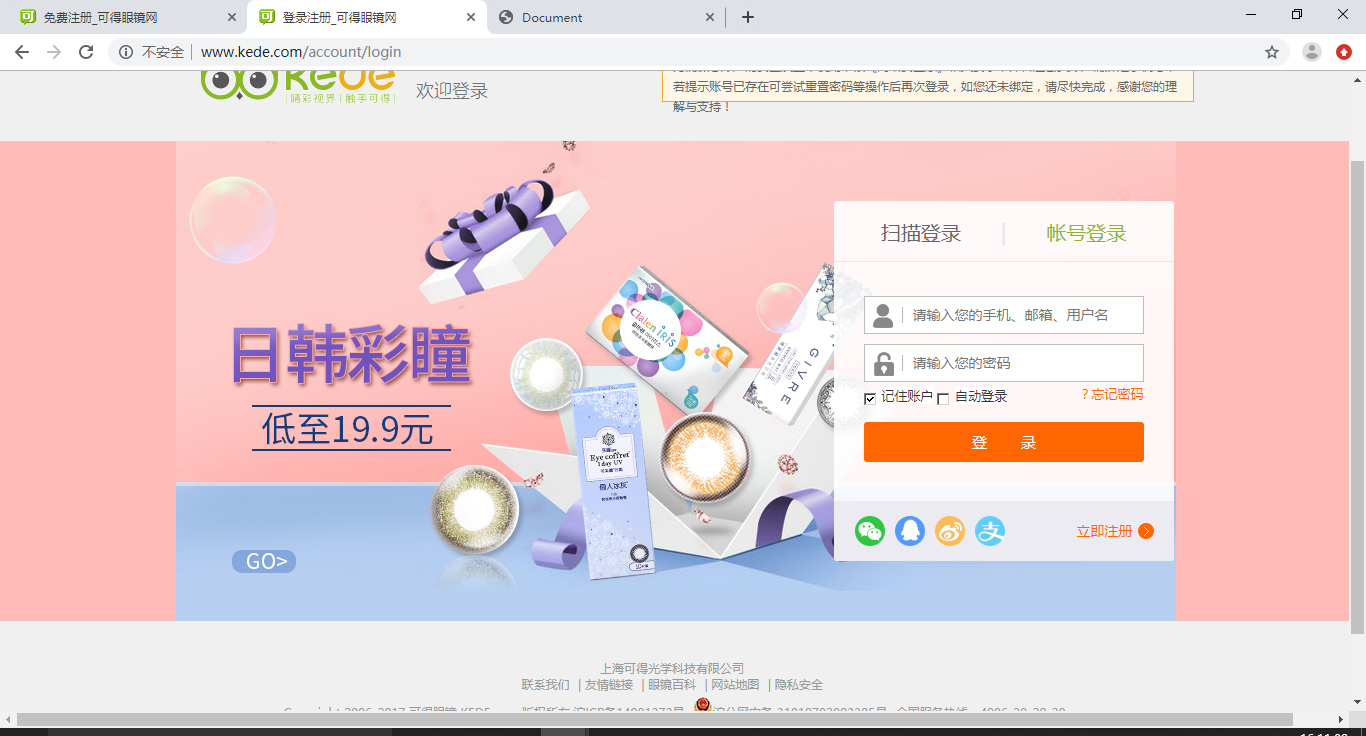 免费注册_可得眼镜网
登录注册_可得眼镜网
Document
不安全
www.kede.com/account/login
KeDe
睛彩视界 | 触手可得
欢迎登录
若提示账号已存在可尝试重置密码等操作后再次登录，如您还未绑定，请尽快完成，感谢您的理
解与支持！
日韩彩瞳
低至19.9元
GO>
Clalen iris
GIVRE
Eye coffret
1 day UV
扫描登录
帐号登录
请输入您的手机、邮箱、用户名
请输入您的密码
记住账户
自动登录
? 忘记密码
登 录
立即注册
上海可得光学科技有限公司
联系我们 | 友情链接 | 眼镜百科 | 网站地图 | 隐私安全